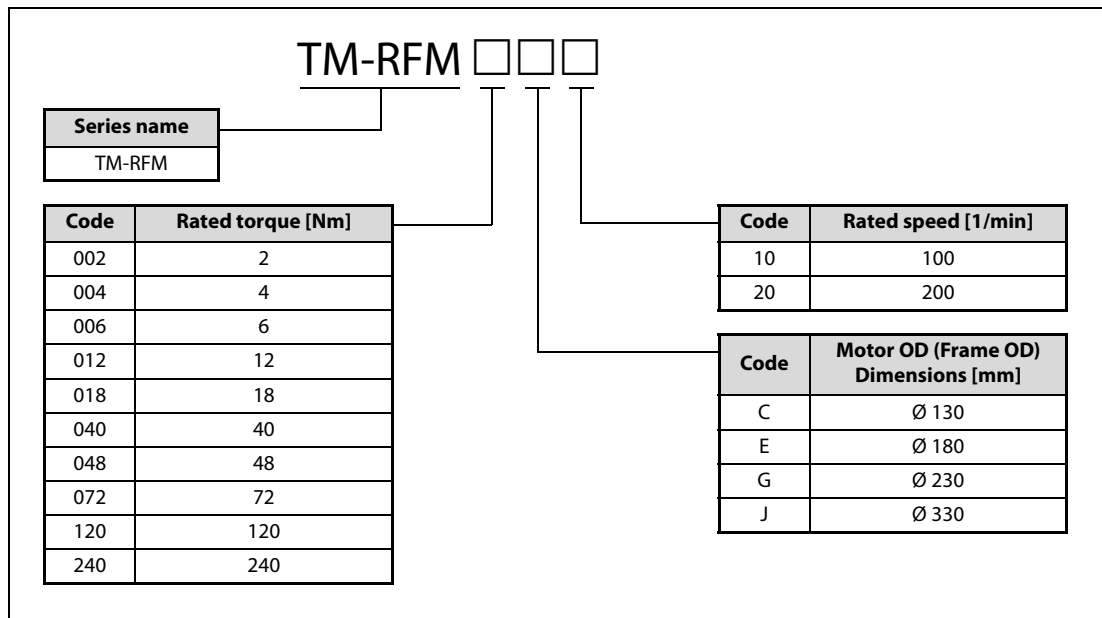 TM-RFM □□□
Series name
TM-RFM
Code Rated torque [Nm]
002 2
004 4
006 6
012 12
018 18
040 40
048 48
072 72
120 120
240 240
Code Rated speed [1/min]
10 100
20 200
Code Motor OD (Frame OD)
Dimensions [mm]
C Ø 130
E Ø 180
G Ø 230
J Ø 330